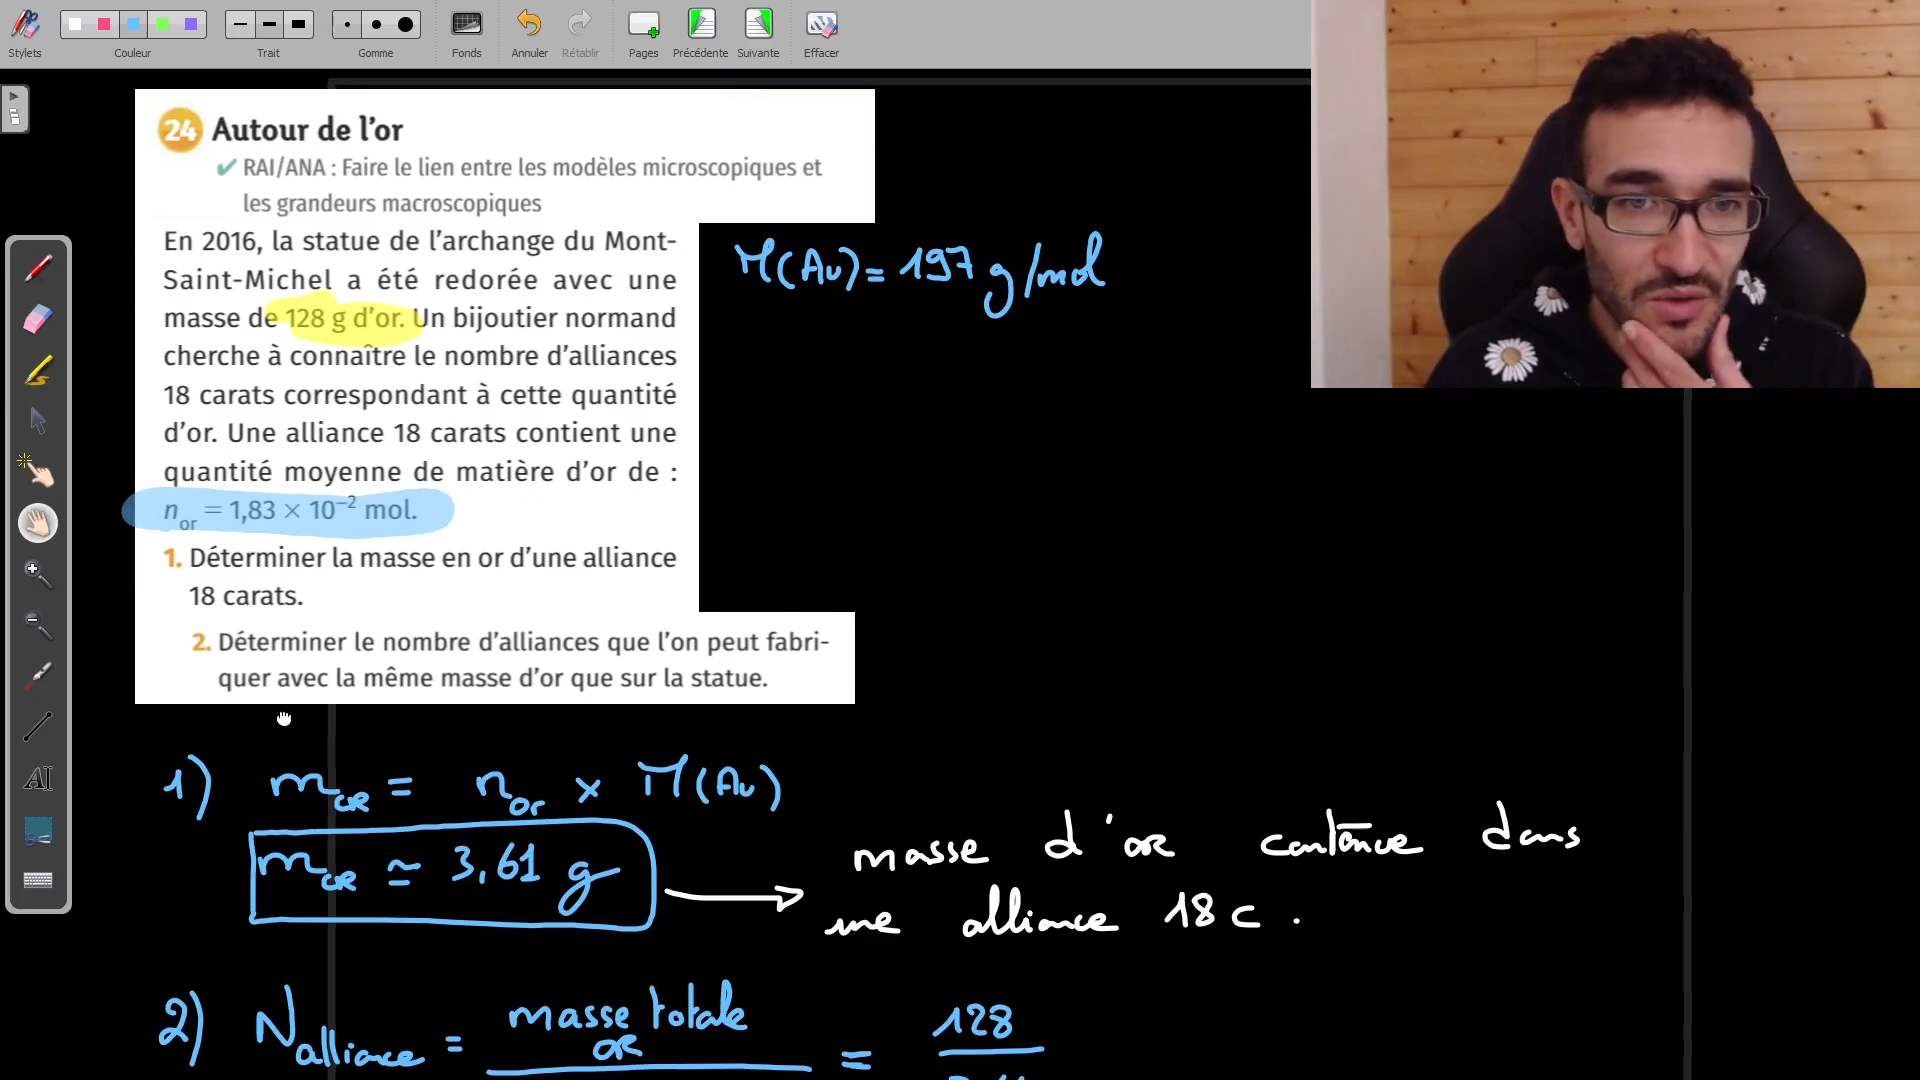 Stylets
Couleur
Trait
Gomme
Fonds
Annuler
Rétablir
Pages
Précédente
Suivante
Effacer
24 Autour de l'or
✔ RAI/ANA : Faire le lien entre les modèles microscopiques et
les grandeurs macroscopiques
En 2016, la statue de l'archange du Mont-
Saint-Michel a été redorée avec une
masse de 128 g d'or. Un bijoutier normand
cherche à connaître le nombre d'alliances
18 carats correspondant à cette quantité
d'or. Une alliance 18 carats contient une
quantité moyenne de matière d'or de :
n_or = 1,83 × 10⁻² mol.
1. Déterminer la masse en or d'une alliance
18 carats.
2. Déterminer le nombre d'alliances que l'on peut fabri-
quer avec la même masse d'or que sur la statue.
M(Au) = 197 g/mol
AI
1) m_or = n_or × M(Au)
m_or ≃ 3,61 g
masse d'or contenue dans
une alliance 18 c.
2) N_alliance = masse totale OR = 128